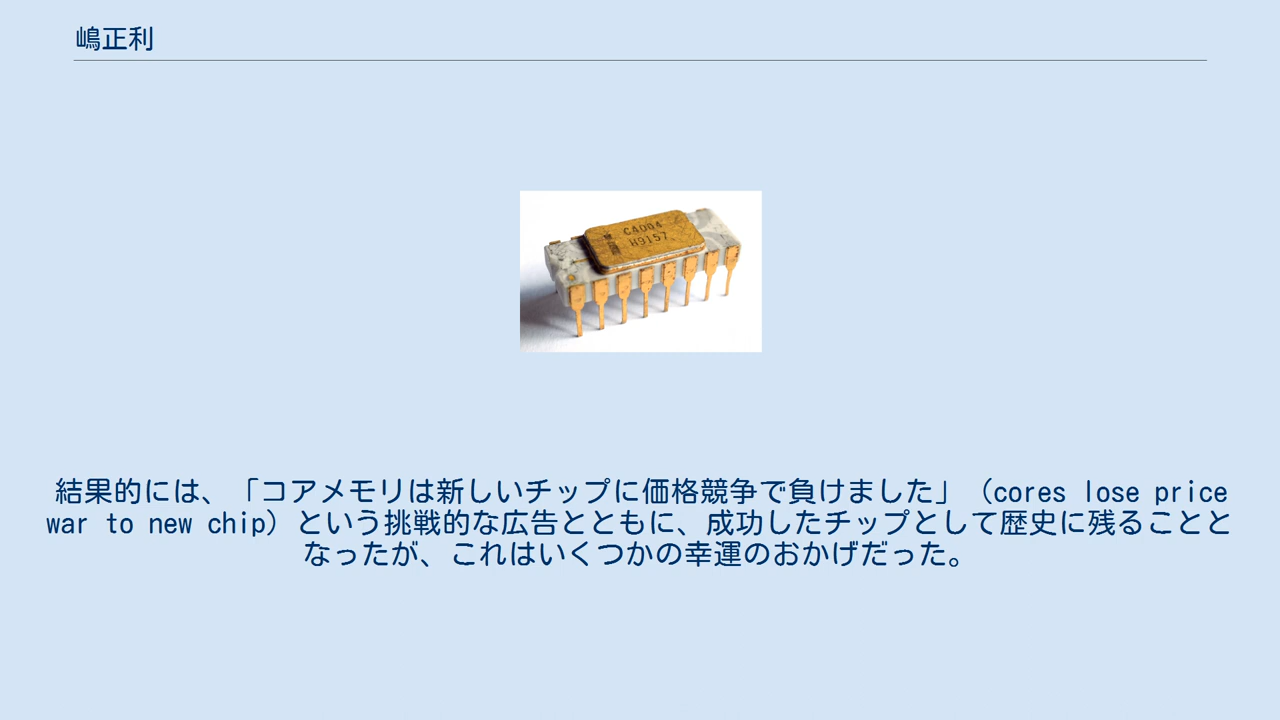 嶋正利
C4004
H9157
結果的には、「コアメモリは新しいチップに価格競争で負けました」（cores lose price
war to new chip）という挑戦的な広告とともに、成功したチップとして歴史に残ることと
なったが、これはいくつかの幸運のおかげだった。